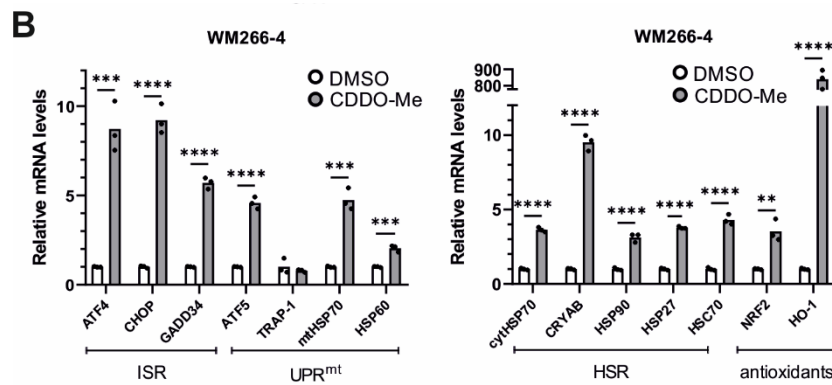 B
WM266-4
DMSO
CDDO-Me
Relative mRNA levels
10
5
1
0
***
****
****
****
***
***
ATF4
CHOP
GADD34
ATF5
TRAP-1
mtHSP70
HSP60
ISR
UPRmt
WM266-4
DMSO
CDDO-Me
Relative mRNA levels
900
800
10
5
1
0
****
****
****
****
****
**
****
cytHSP70
CRYAB
HSP90
HSP27
HSC70
NRF2
HO-1
HSR
antioxidants